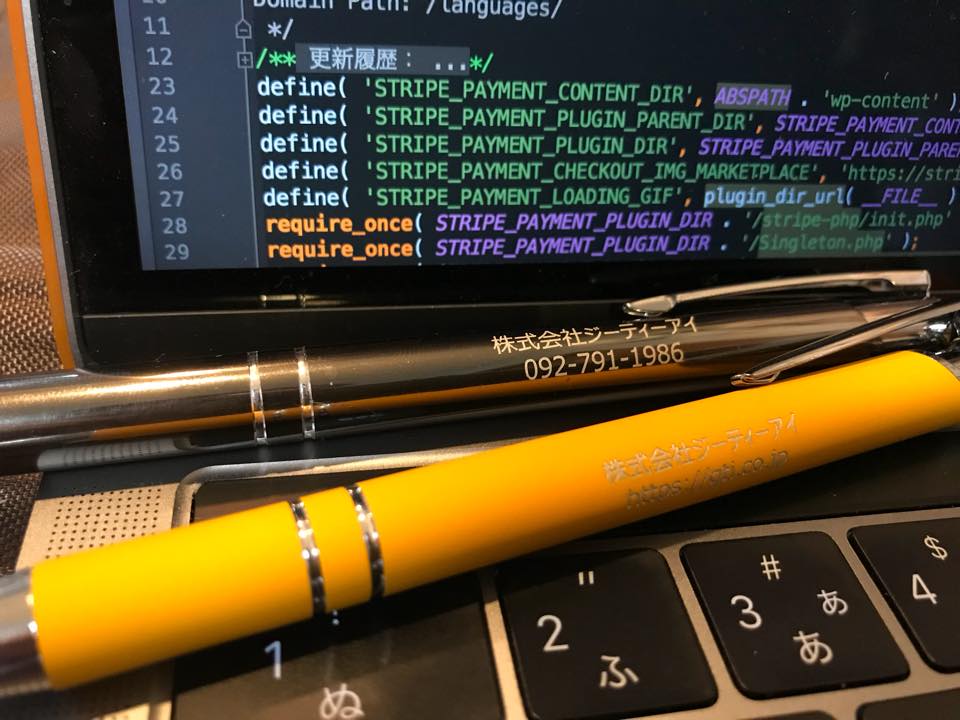 Domain Path: /languages/
11 */
12 /** 更新履歴： ...*/
23 define( 'STRIPE_PAYMENT_CONTENT_DIR', ABSPATH . 'wp-content' );
24 define( 'STRIPE_PAYMENT_PLUGIN_PARENT_DIR', STRIPE_PAYMENT_CONT
25 define( 'STRIPE_PAYMENT_PLUGIN_DIR', STRIPE_PAYMENT_PLUGIN_PAREN
26 define( 'STRIPE_PAYMENT_CHECKOUT_IMG_MARKETPLACE', 'https://stri
27 define( 'STRIPE_PAYMENT_LOADING_GIF', plugin_dir_url( __FILE__ )
28 require_once( STRIPE_PAYMENT_PLUGIN_DIR . '/stripe-php/init.php'
29 require_once( STRIPE_PAYMENT_PLUGIN_DIR . '/Singleton.php' );
株式会社ジーティーアイ
092-791-1986
株式会社ジーティーアイ
https://gti.co.jp
! 1 ぬ
" 2 ふ
# 3 ぁ あ
$ 4